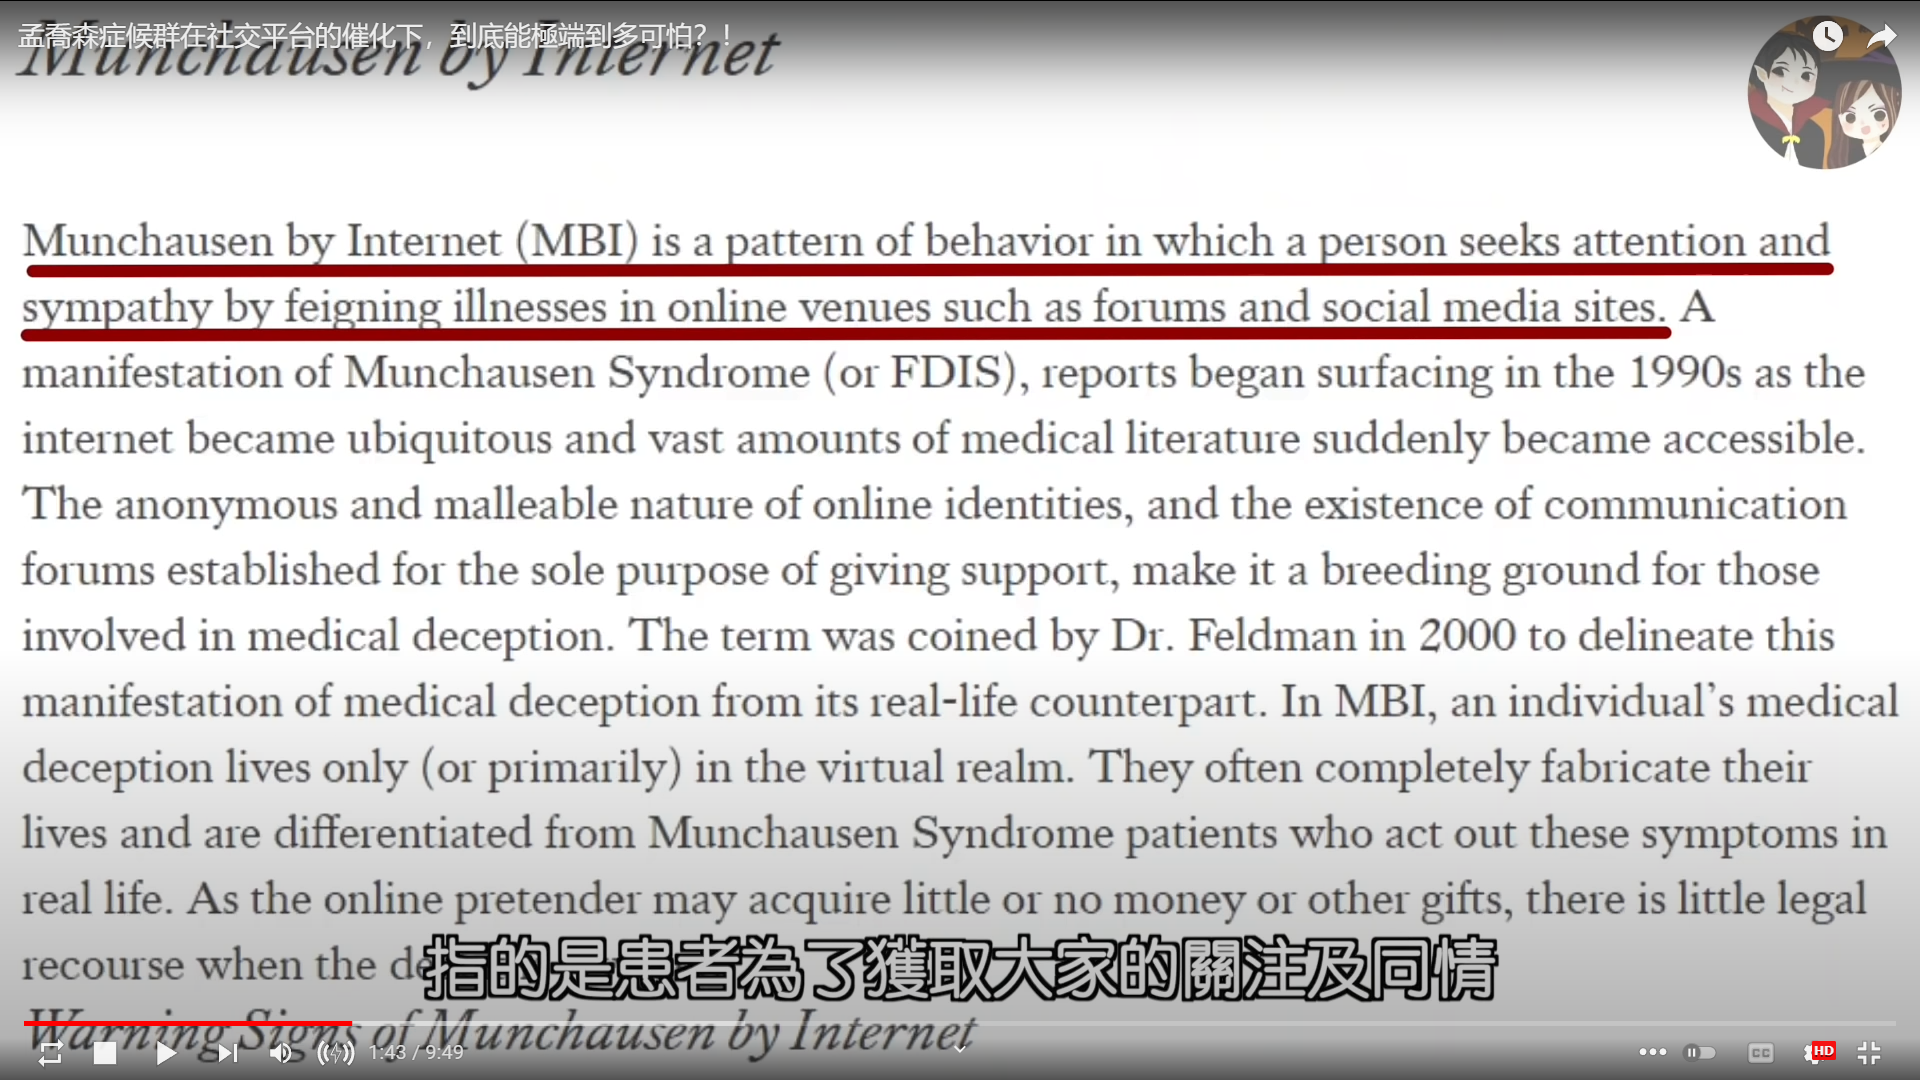 孟喬森症候群在社交平台的催化下，到底能極端到多可怕？！
Munchausen by Internet
Munchausen by Internet (MBI) is a pattern of behavior in which a person seeks attention and
sympathy by feigning illnesses in online venues such as forums and social media sites. A
manifestation of Munchausen Syndrome (or FDIS), reports began surfacing in the 1990s as the
internet became ubiquitous and vast amounts of medical literature suddenly became accessible.
The anonymous and malleable nature of online identities, and the existence of communication
forums established for the sole purpose of giving support, make it a breeding ground for those
involved in medical deception. The term was coined by Dr. Feldman in 2000 to delineate this
manifestation of medical deception from its real-life counterpart. In MBI, an individual’s medical
deception lives only (or primarily) in the virtual realm. They often completely fabricate their
lives and are differentiated from Munchausen Syndrome patients who act out these symptoms in
real life. As the online pretender may acquire little or no money or other gifts, there is little legal
recourse when the
指的是患者為了獲取大家的關注及同情
Warning Signs of Munchausen by Internet
1:43 / 9:49
CC
HD